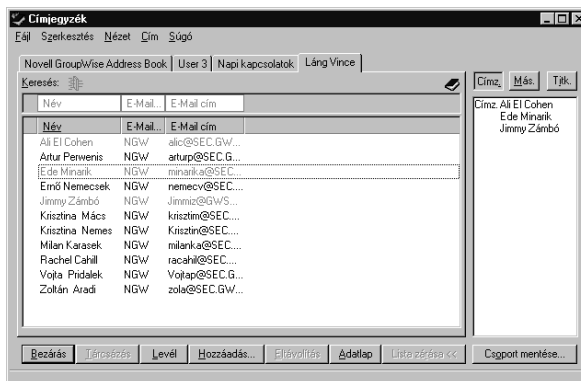 Címjegyzék
Fájl Szerkesztés Nézet Cím Súgó
Novell GroupWise Address Book User 3 Napi kapcsolatok Láng Vince
Keresés:
Címz. Más. Tjtk.
Név E-Mail... E-Mail cím
Név E-Mail... E-Mail cím
Ali El Cohen NGW alic@SEC.GW...
Artur Perwenis NGW arturp@SEC.G...
Ede Minarik NGW minarika@SEC...
Ernő Nemecsek NGW nemecv@SEC...
Jimmy Zámbó NGW Jimmiz@GWS...
Krisztina Mács NGW krisztim@SEC...
Krisztina Nemes NGW Krisztin@SEC....
Milan Karasek NGW milanka@SEC...
Rachel Cahill NGW racahil@SEC....
Vojta Pridalek NGW Vojtap@SEC.G...
Zoltán Aradi NGW zola@SEC.GW...
Címz. Ali El Cohen
Ede Minarik
Jimmy Zámbó
Bezárás Tárcsázás Levél Hozzáadás... Eltávolítás Adatlap Lista zárása << Csoport mentése...